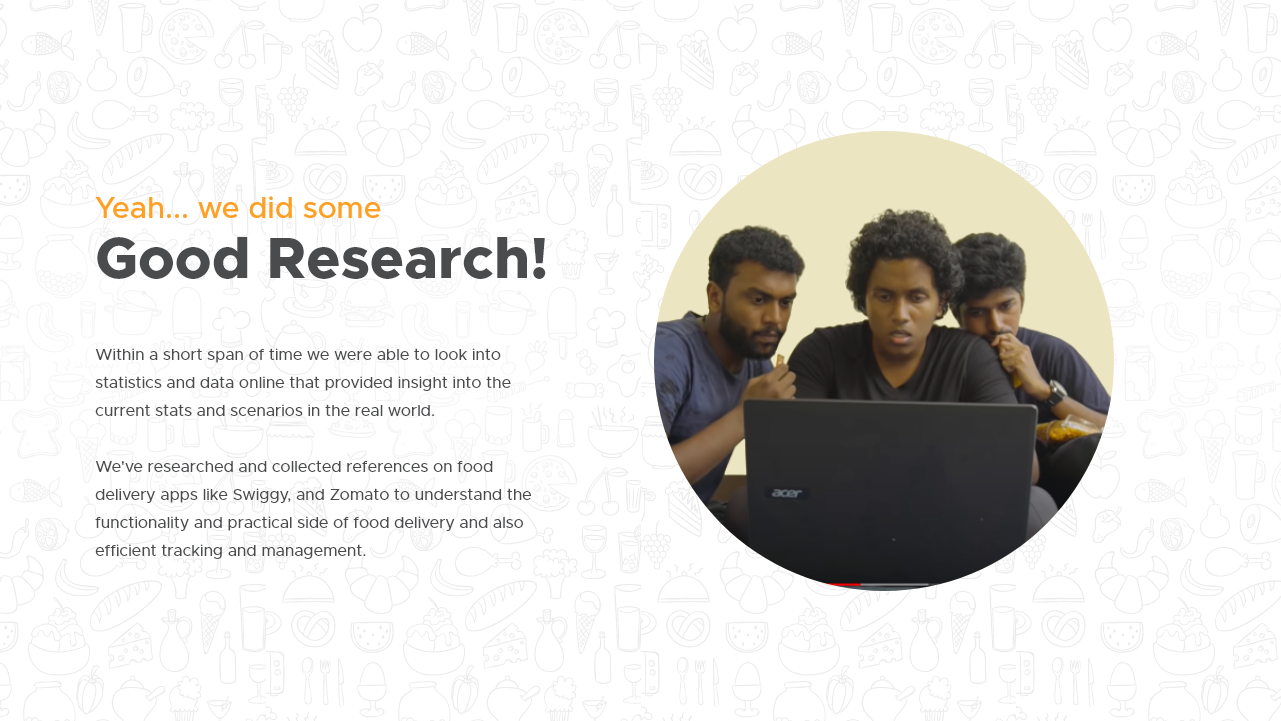 Yeah... we did some
Good Research!
Within a short span of time we were able to look into
statistics and data online that provided insight into the
current stats and scenarios in the real world.
We've researched and collected references on food
delivery apps like Swiggy, and Zomato to understand the
functionality and practical side of food delivery and also
efficient tracking and management.
acer